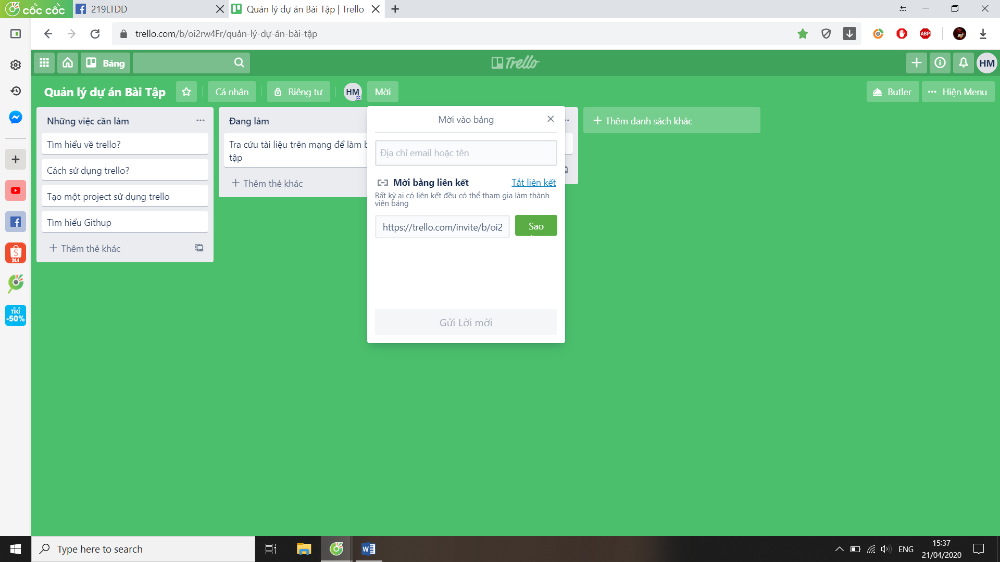 cốc cốc
219LTDD
Quản lý dự án Bài Tập | Trello
trello.com/b/oi2rw4Fr/quản-lý-dự-án-bài-tập
ABP
Bảng
Trello
HM
Quản lý dự án Bài Tập
Cá nhân
Riêng tư
HM
Mời
Butler
Hiện Menu
Những việc cần làm
Tìm hiểu về trello?
Cách sử dụng trello?
Tạo một project sử dụng trello
Tìm hiểu Githup
Thêm thẻ khác
Đang làm
Tra cứu tài liệu trên mạng để làm b
tập
Thêm thẻ khác
Mời vào bảng
Địa chỉ email hoặc tên
Mời bằng liên kết
Tắt liên kết
Bất kỳ ai có liên kết đều có thể tham gia làm thành
viên bảng
https://trello.com/invite/b/oi2
Sao
Gửi Lời mời
Thêm danh sách khác
S
24.4
TIKI
-50%
Type here to search
W
ENG
15:37
21/04/2020